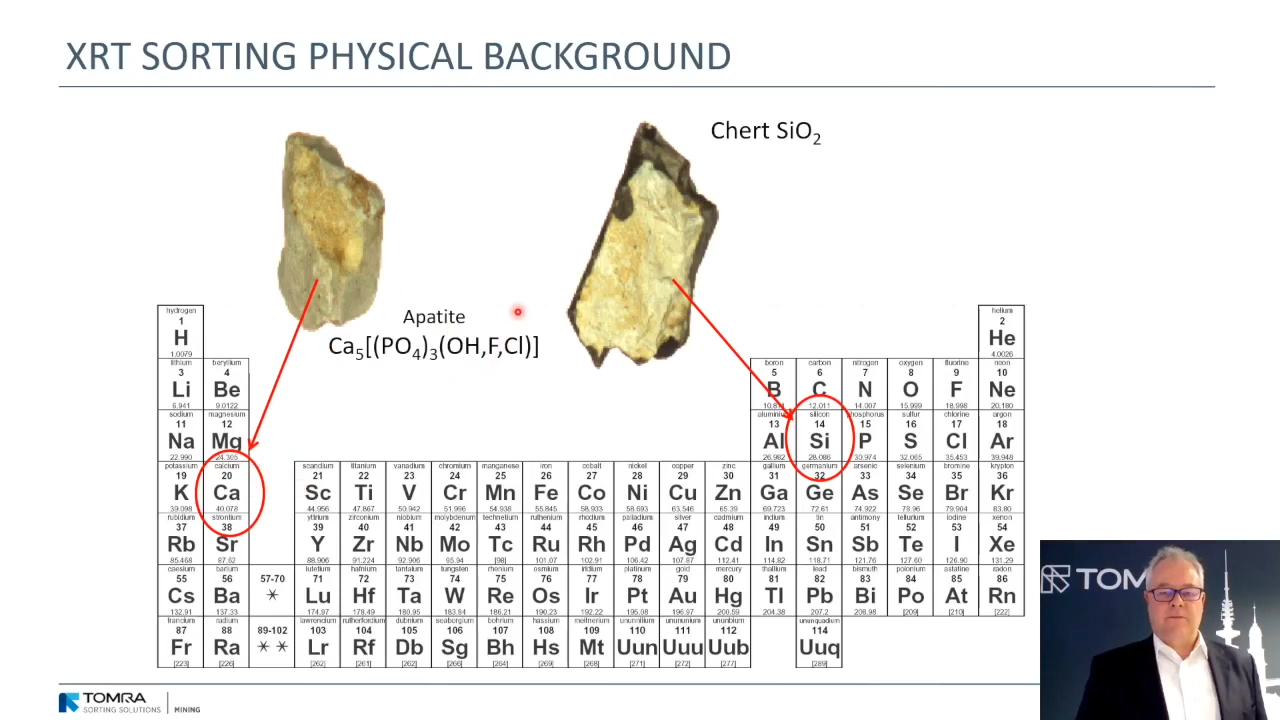 XRT SORTING PHYSICAL BACKGROUND
Chert SiO2
Apatite
Ca5[(PO4)3(OH,F,Cl)]
hydrogen helium
1 2
H He
1.0079 4.0026
lithium beryllium boron carbon nitrogen oxygen fluorine neon
3 4 5 6 7 8 9 10
Li Be B C N O F Ne
6.941 9.0122 12.011 14.007 15.999 18.998 20.180
sodium magnesium silicon phosphorus sulfur chlorine argon
11 12 13 14 15 16 17 18
Na Mg Al Si P S Cl Ar
22.990 24.305 26.982 28.086 30.974 32.065 35.453 39.948
potassium calcium scandium titanium vanadium chromium manganese iron cobalt nickel copper zinc gallium germanium arsenic selenium bromine krypton
19 20 21 22 23 24 25 26 27 28 29 30 31 32 33 34 35 36
K Ca Sc Ti V Cr Mn Fe Co Ni Cu Zn Ga Ge As Se Br Kr
39.098 40.078 44.956 47.867 50.942 51.996 54.938 55.845 58.933 58.693 63.546 65.39 69.723 72.61 74.922 78.96 79.904 83.80
rubidium strontium yttrium zirconium niobium molybdenum technetium ruthenium rhodium palladium silver cadmium indium tin antimony tellurium iodine xenon
37 38 39 40 41 42 43 44 45 46 47 48 49 50 51 52 53 54
Rb Sr Y Zr Nb Mo Tc Ru Rh Pd Ag Cd In Sn Sb Te I Xe
85.468 87.62 88.906 91.224 92.906 95.94 [98] 101.07 102.91 106.42 107.87 112.41 114.82 118.71 121.76 127.60 126.90 131.29
caesium barium lutetium hafnium tantalum tungsten rhenium osmium iridium platinum gold mercury thallium lead bismuth polonium astatine radon
55 56 57-70 71 72 73 74 75 76 77 78 79 80 81 82 83 84 85 86
Cs Ba * Lu Hf Ta W Re Os Ir Pt Au Hg Tl Pb Bi Po At Rn
132.91 137.33 174.97 178.49 180.95 183.84 186.21 190.23 192.22 195.08 196.97 200.59 204.38 207.2 208.98 [209] [210] [222]
francium radium lawrencium rutherfordium dubnium seaborgium bohrium hassium meitnerium ununnilium unununium ununbium ununquadium
87 88 89-102 103 104 105 106 107 108 109 110 111 112 114
Fr Ra * * Lr Rf Db Sg Bh Hs Mt Uun Uuu Uub Uuq
[223] [226] [262] [261] [262] [266] [264] [269] [268] [271] [272] [277] [289]
TOM
TOMRA
SORTING SOLUTIONS | MINING